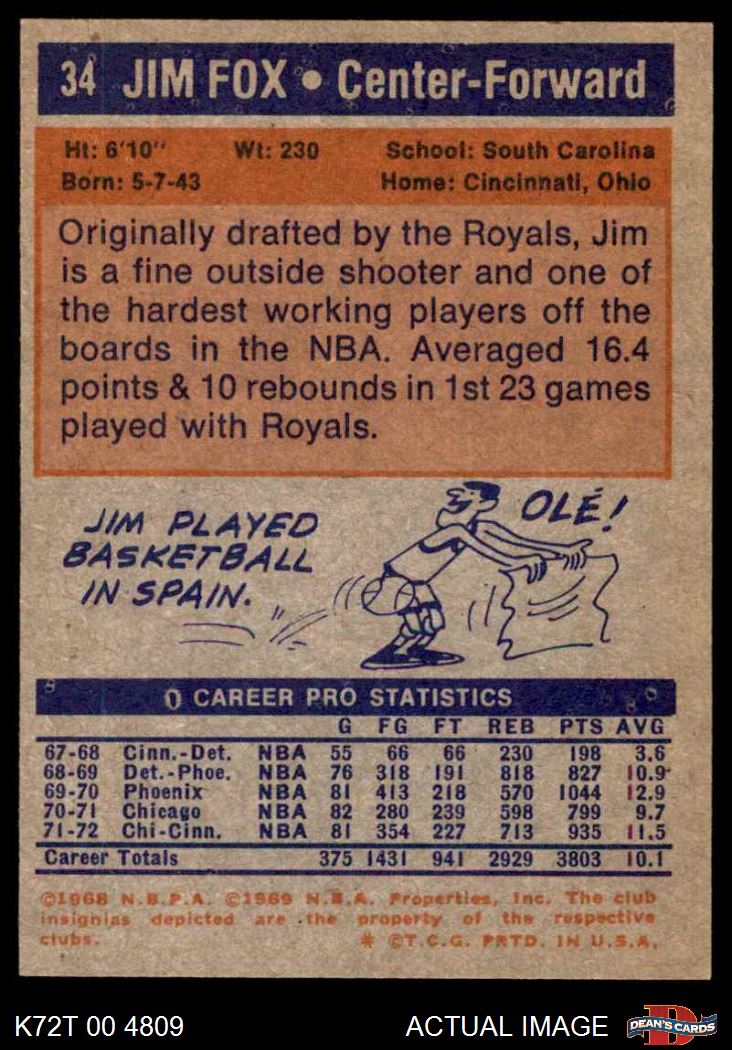 34 JIM FOX • Center-Forward
Ht: 6'10" Wt: 230 School: South Carolina
Born: 5-7-43 Home: Cincinnati, Ohio
Originally drafted by the Royals, Jim
is a fine outside shooter and one of
the hardest working players off the
boards in the NBA. Averaged 16.4
points & 10 rebounds in 1st 23 games
played with Royals.
JIM PLAYED
BASKETBALL
IN SPAIN.
OLÉ!
CAREER PRO STATISTICS
G FG FT REB PTS AVG
67-68 Cinn.-Det. NBA 55 66 66 230 198 3.6
68-69 Det.-Phoe. NBA 76 318 191 818 827 10.9
69-70 Phoenix NBA 81 413 218 570 1044 12.9
70-71 Chicago NBA 82 280 239 598 799 9.7
71-72 Chi-Cinn. NBA 81 354 227 713 935 11.5
Career Totals 375 1431 941 2929 3803 10.1
©1968 N.B.P.A. ©1969 N.B.A. Properties, Inc. The club
insignias depicted are the property of the respective
clubs. * ©T.C.G. PRTD. IN U.S.A.
K72T 00 4809 ACTUAL IMAGE
D
DEAN'S CARDS